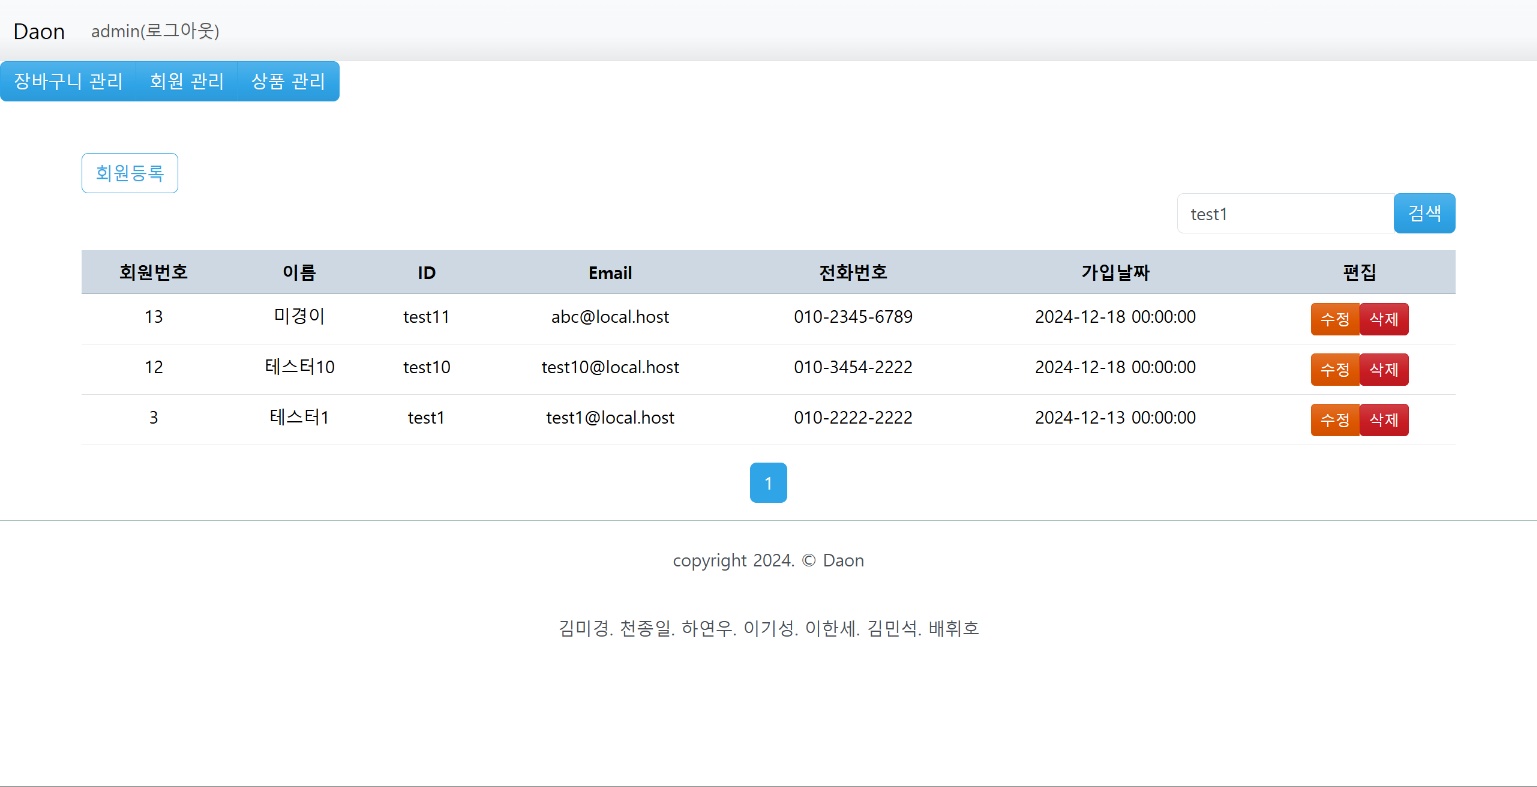 Daon admin(로그아웃)
장바구니 관리 회원 관리 상품 관리
회원등록
test1 검색
회원번호 이름 ID Email 전화번호 가입날짜 편집
13 미경이 test11 abc@local.host 010-2345-6789 2024-12-18 00:00:00 수정 삭제
12 테스터10 test10 test10@local.host 010-3454-2222 2024-12-18 00:00:00 수정 삭제
3 테스터1 test1 test1@local.host 010-2222-2222 2024-12-13 00:00:00 수정 삭제
1
copyright 2024. © Daon
김미경. 천종일. 하연우. 이기성. 이한세. 김민석. 배휘호